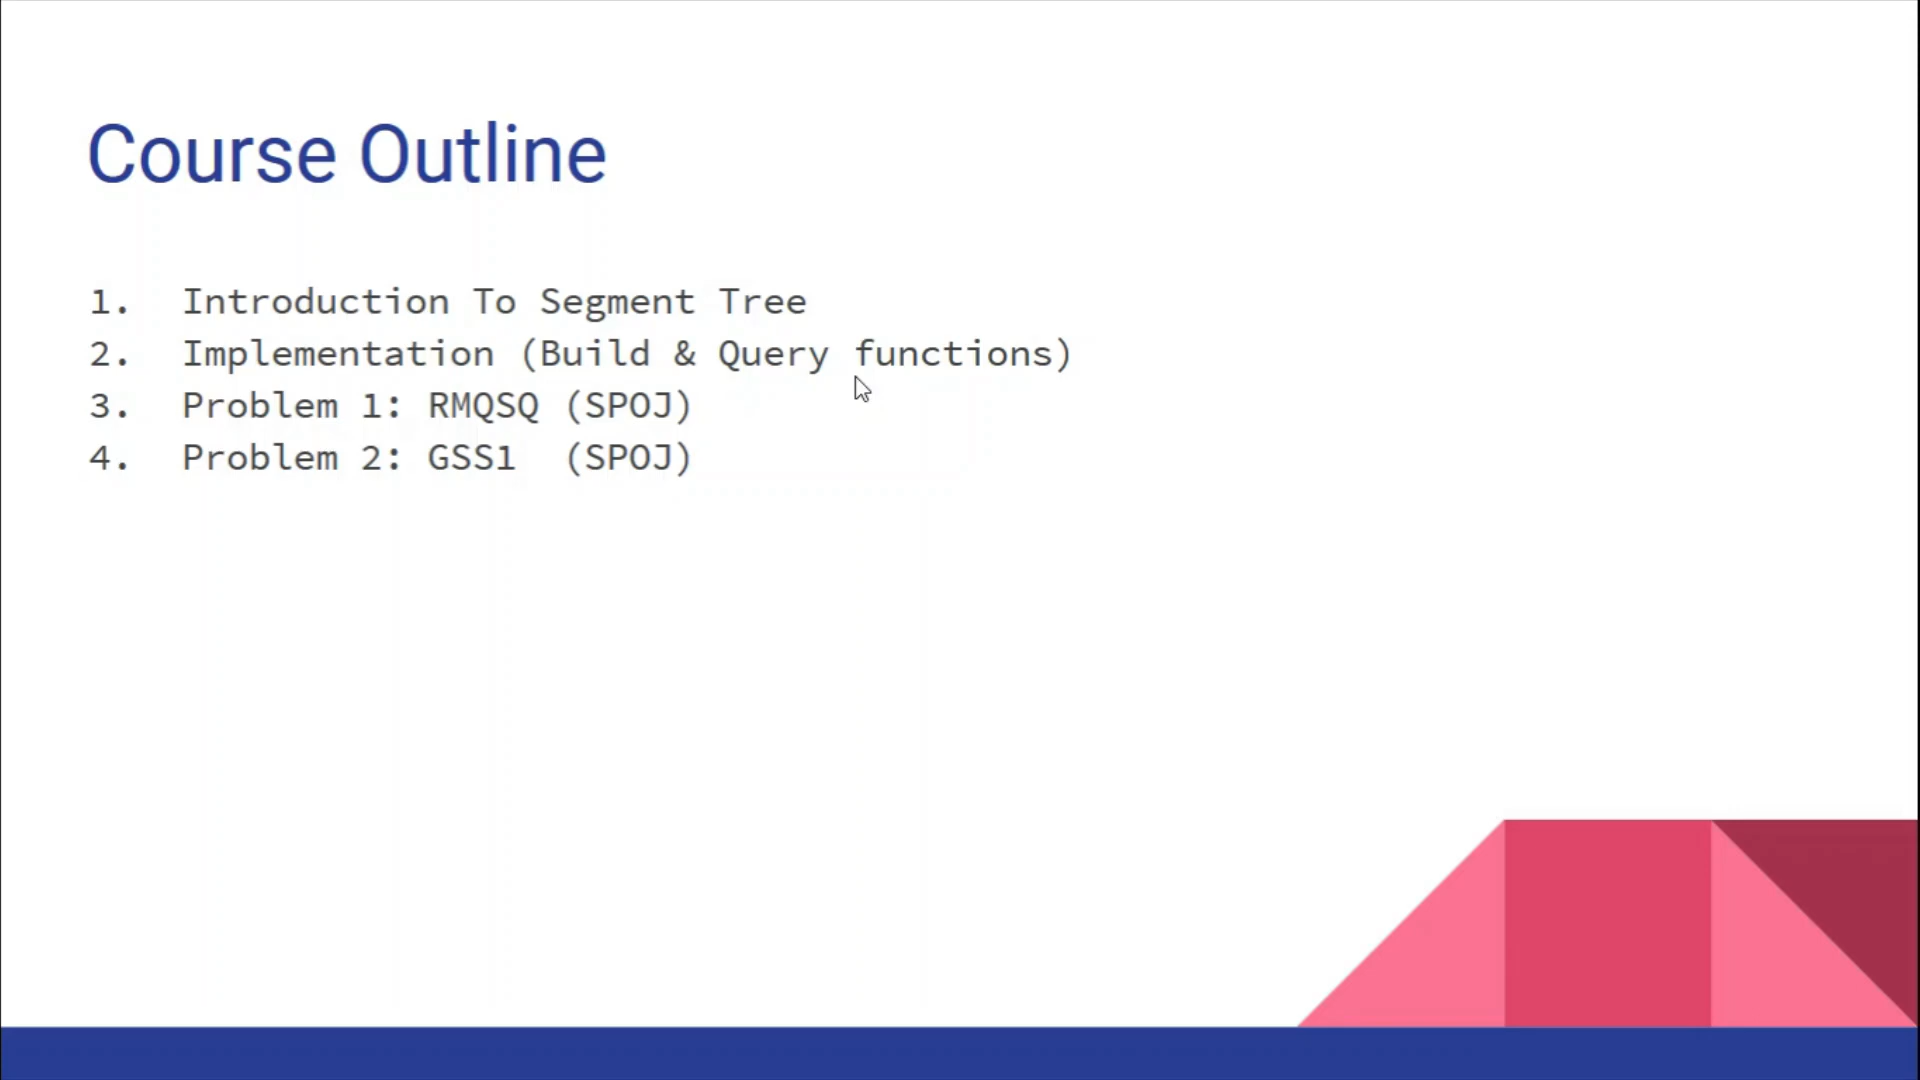 Course Outline
1. Introduction To Segment Tree
2. Implementation (Build & Query functions)
3. Problem 1: RMQSQ (SPOJ)
4. Problem 2: GSS1 (SPOJ)